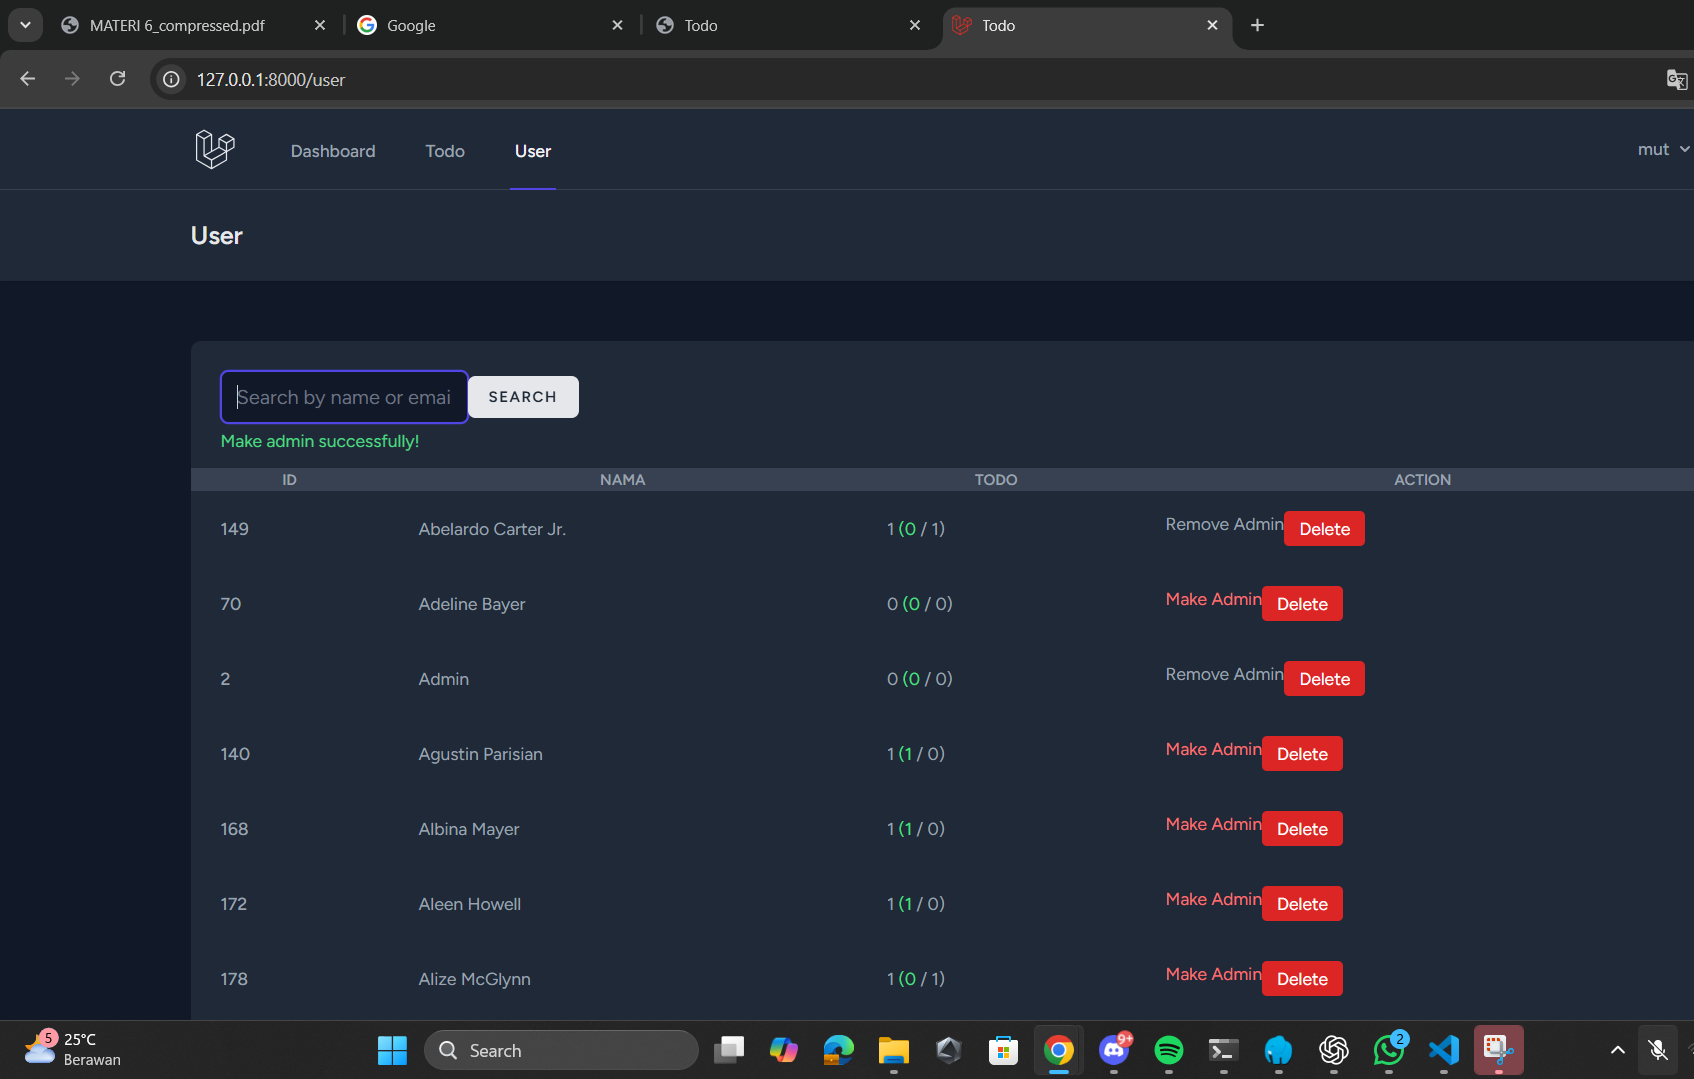 MATERI 6_compressed.pdf
Google
Todo
Todo
127.0.0.1:8000/user
Dashboard
Todo
User
mut
User
Search by name or emai
SEARCH
Make admin successfully!
ID NAMA TODO ACTION
149 Abelardo Carter Jr. 1 (0 / 1) Remove Admin Delete
70 Adeline Bayer 0 (0 / 0) Make Admin Delete
2 Admin 0 (0 / 0) Remove Admin Delete
140 Agustin Parisian 1 (1 / 0) Make Admin Delete
168 Albina Mayer 1 (1 / 0) Make Admin Delete
172 Aleen Howell 1 (1 / 0) Make Admin Delete
178 Alize McGlynn 1 (0 / 1) Make Admin Delete
5
25°C
Berawan
Search
9+
2